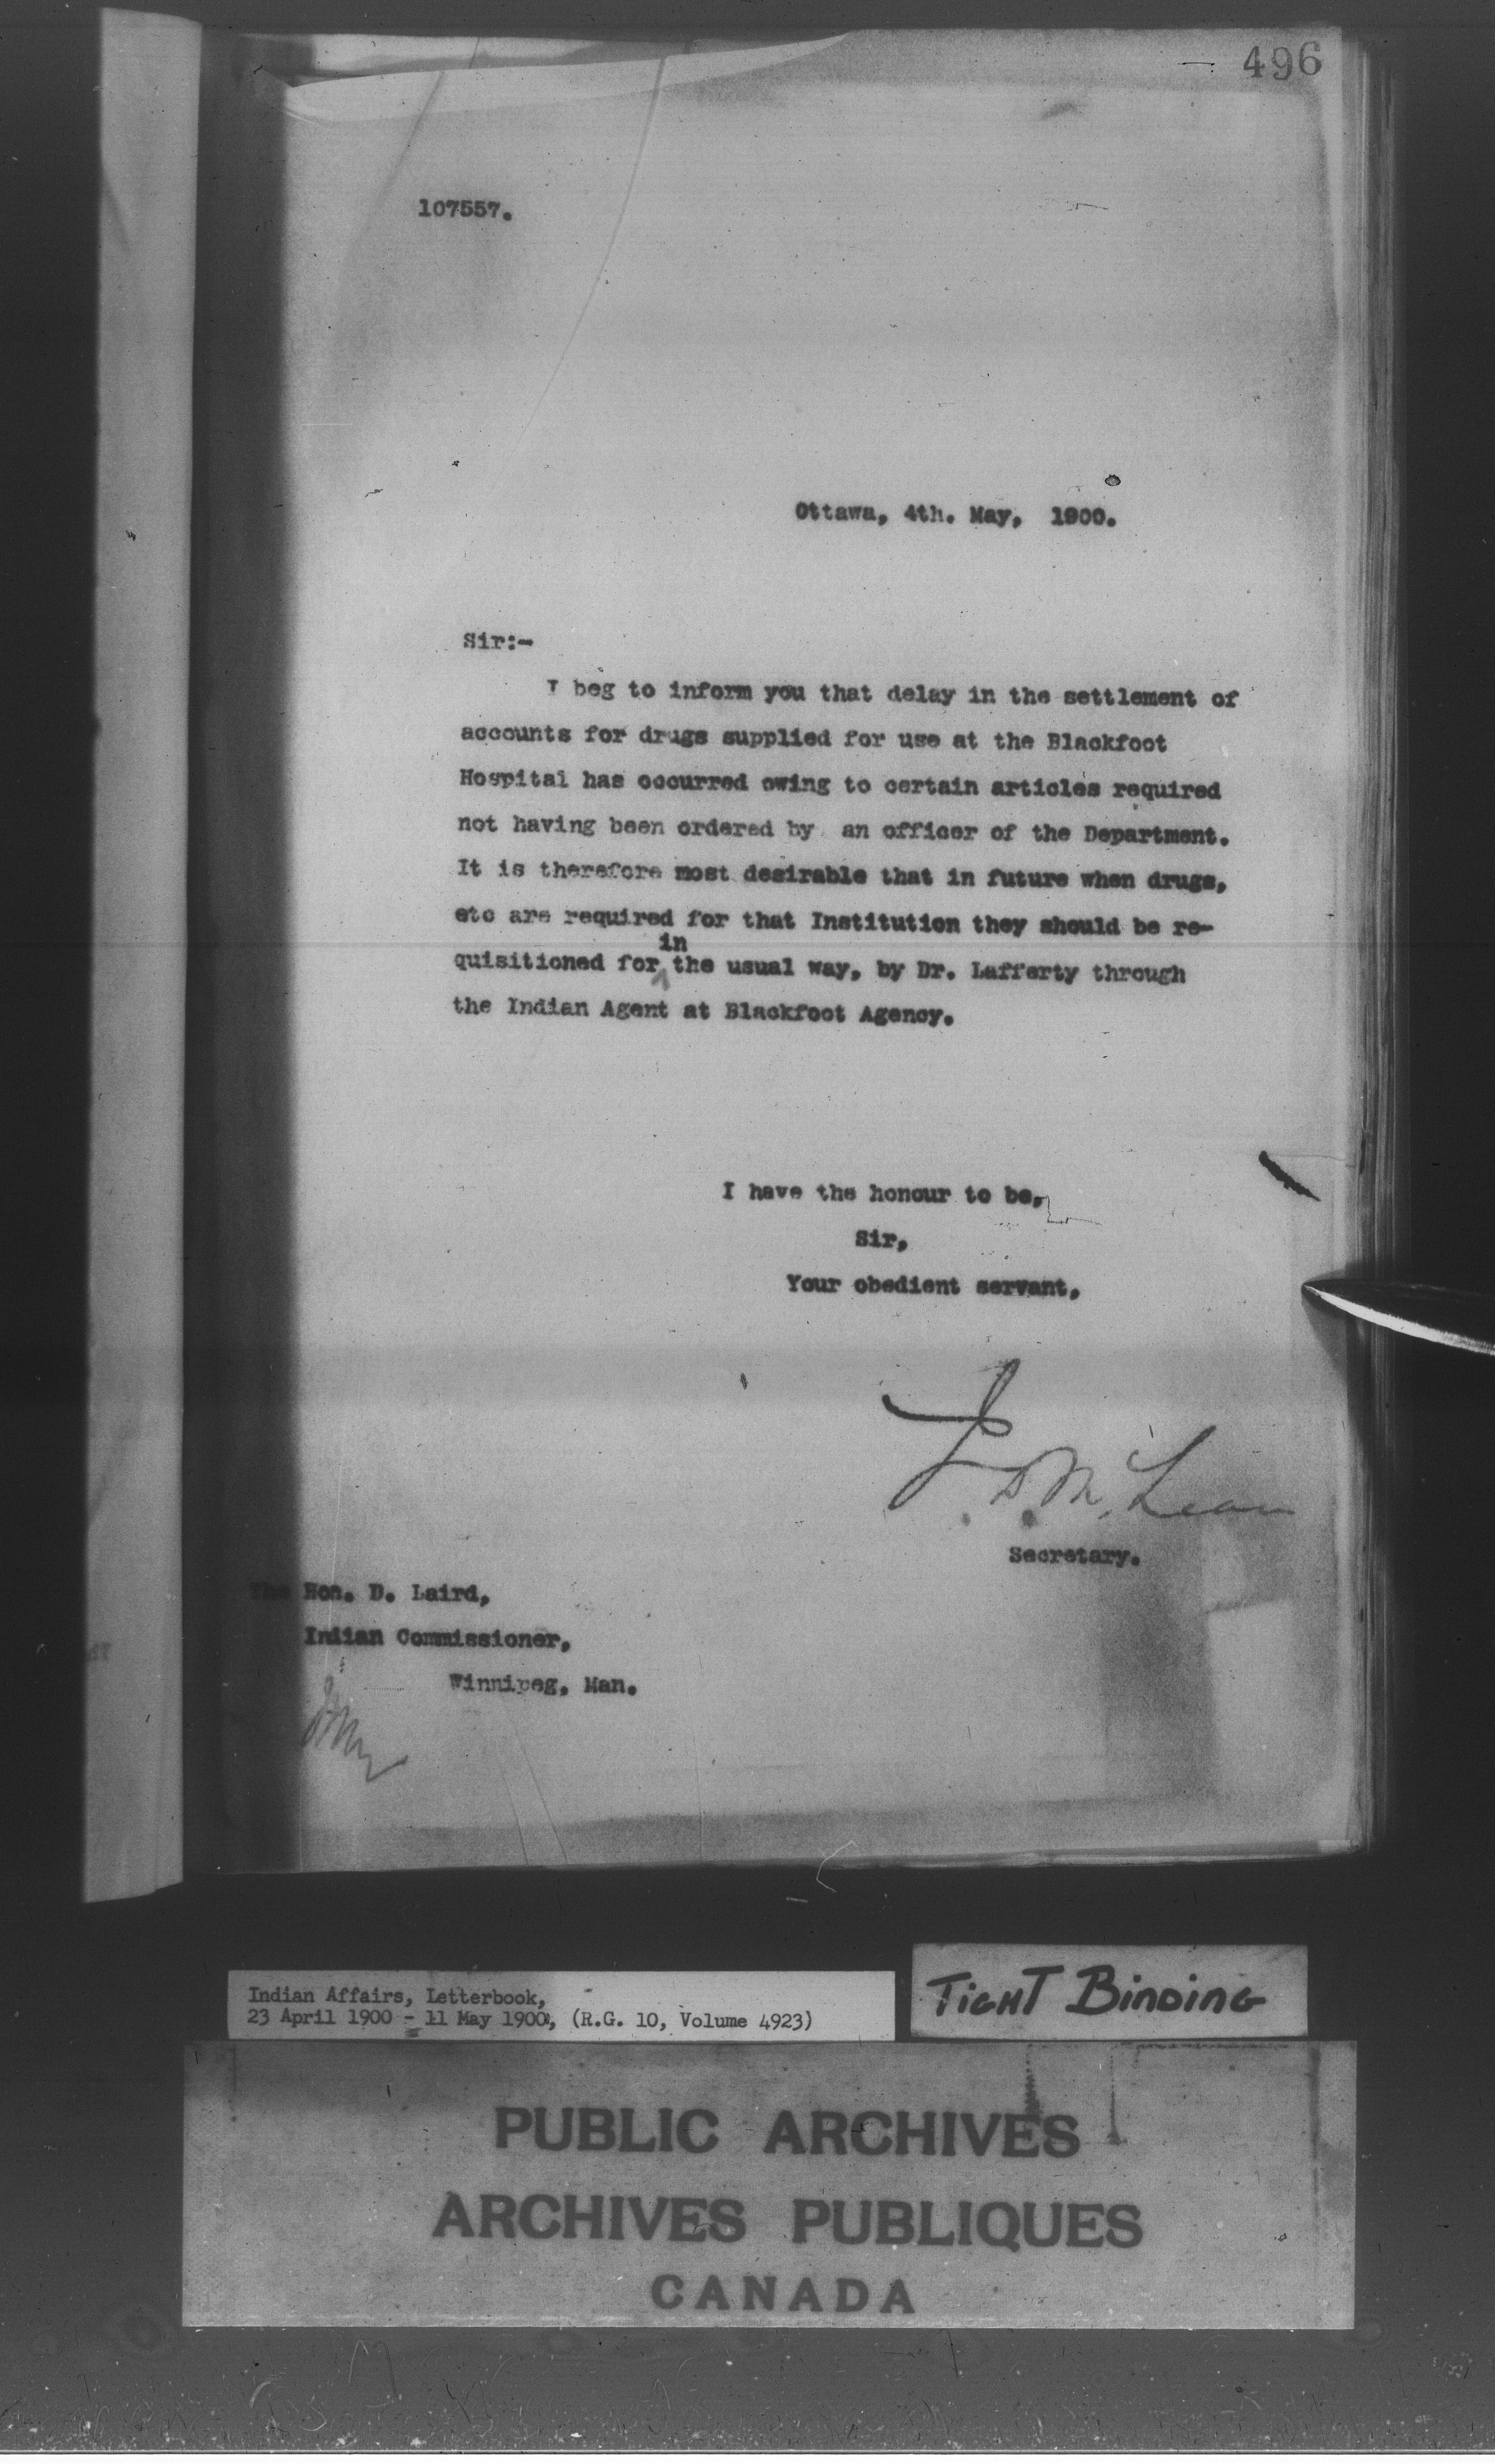 496
107557.
Ottawa, 4th. May, 1900.
Sir:-
I beg to inform you that delay in the settlement of
accounts for drugs supplied for use at the Blackfoot
Hospital has occurred owing to certain articles required
not having been ordered by an officer of the Department.
It is therefore most desirable that in future when drugs,
etc are required for that Institution they should be re-
in
quisitioned for the usual way, by Dr. Lafferty through
the Indian Agent at Blackfoot Agency.
I have the honour to be,
Sir,
Your obedient servant,
J. D. McLean
Secretary.
The Hon. D. Laird,
Indian Commissioner,
Winnipeg, Man.
Indian Affairs, Letterbook,
23 April 1900 - 11 May 1900, (R.G. 10, Volume 4923)
TIGHT BINDING
PUBLIC ARCHIVES
ARCHIVES PUBLIQUES
CANADA